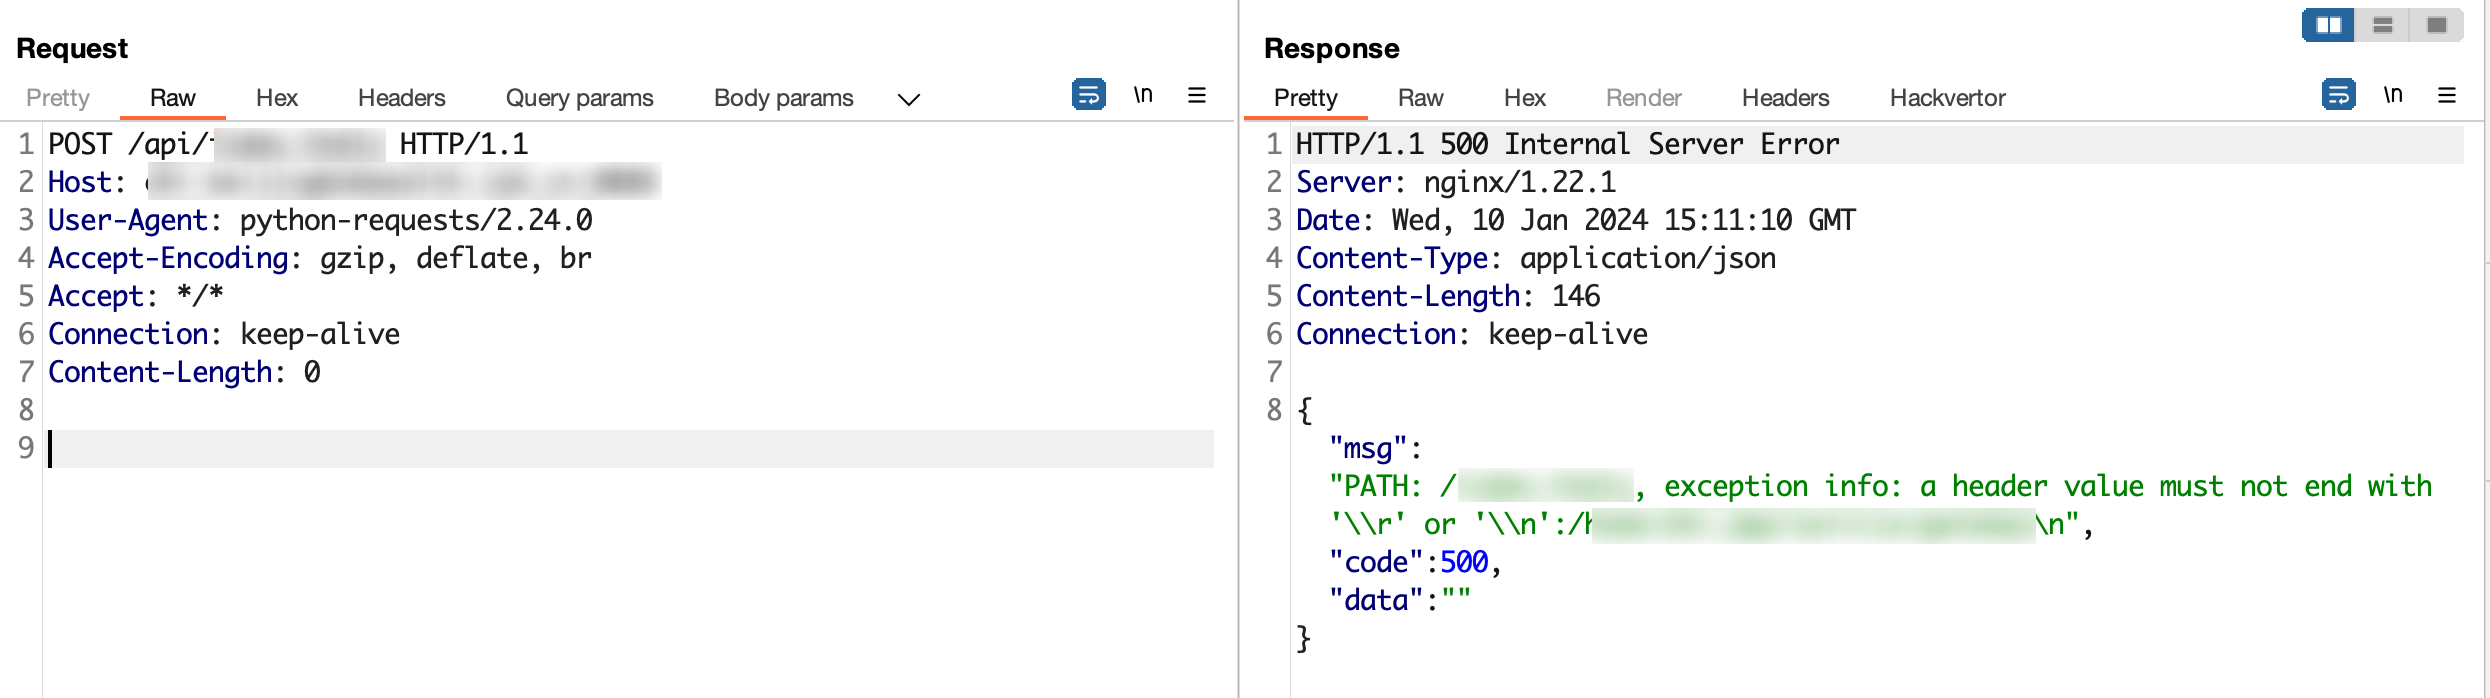 Request
Pretty Raw Hex Headers Query params Body params \n
1 POST /api/ HTTP/1.1
2 Host:
3 User-Agent: python-requests/2.24.0
4 Accept-Encoding: gzip, deflate, br
5 Accept: */*
6 Connection: keep-alive
7 Content-Length: 0
8
9
Response
Pretty Raw Hex Render Headers Hackvertor \n
1 HTTP/1.1 500 Internal Server Error
2 Server: nginx/1.22.1
3 Date: Wed, 10 Jan 2024 15:11:10 GMT
4 Content-Type: application/json
5 Content-Length: 146
6 Connection: keep-alive
7
8 {
"msg":
"PATH: /, exception info: a header value must not end with
'\\r' or '\\n':/\n",
"code":500,
"data":""
}